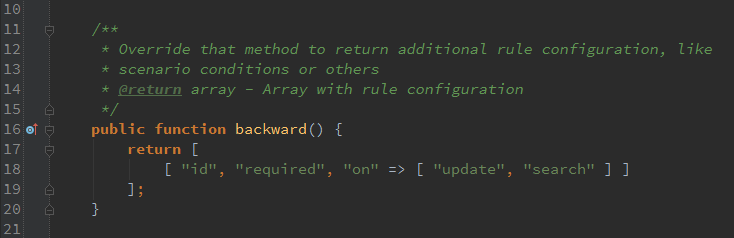 10
11 /**
12 * Override that method to return additional rule configuration, like
13 * scenario conditions or others
14 * @return array – Array with rule configuration
15 */
16 public function backward() {
17 return [
18 [ "id", "required", "on" => [ "update", "search" ] ]
19 ];
20 }
21